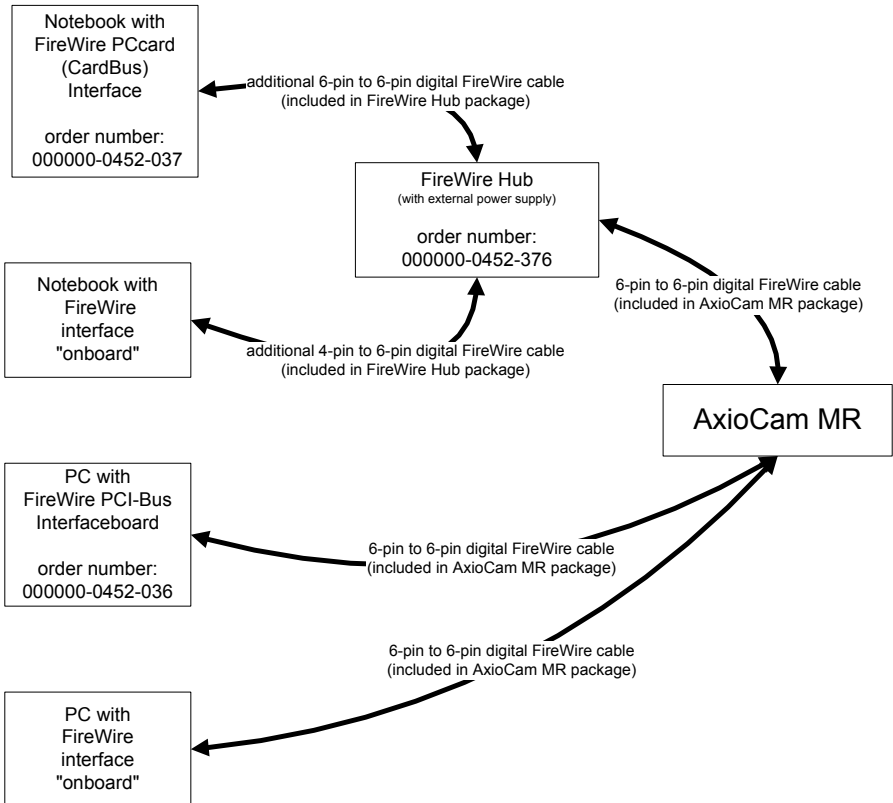 Notebook with
FireWire PCcard
(CardBus)
Interface
order number:
000000-0452-037
additional 6-pin to 6-pin digital FireWire cable
(included in FireWire Hub package)
FireWire Hub
(with external power supply)
order number:
000000-0452-376
Notebook with
FireWire
interface
"onboard"
additional 4-pin to 6-pin digital FireWire cable
(included in FireWire Hub package)
6-pin to 6-pin digital FireWire cable
(included in AxioCam MR package)
AxioCam MR
PC with
FireWire PCI-Bus
Interfaceboard
order number:
000000-0452-036
6-pin to 6-pin digital FireWire cable
(included in AxioCam MR package)
6-pin to 6-pin digital FireWire cable
(included in AxioCam MR package)
PC with
FireWire
interface
"onboard"